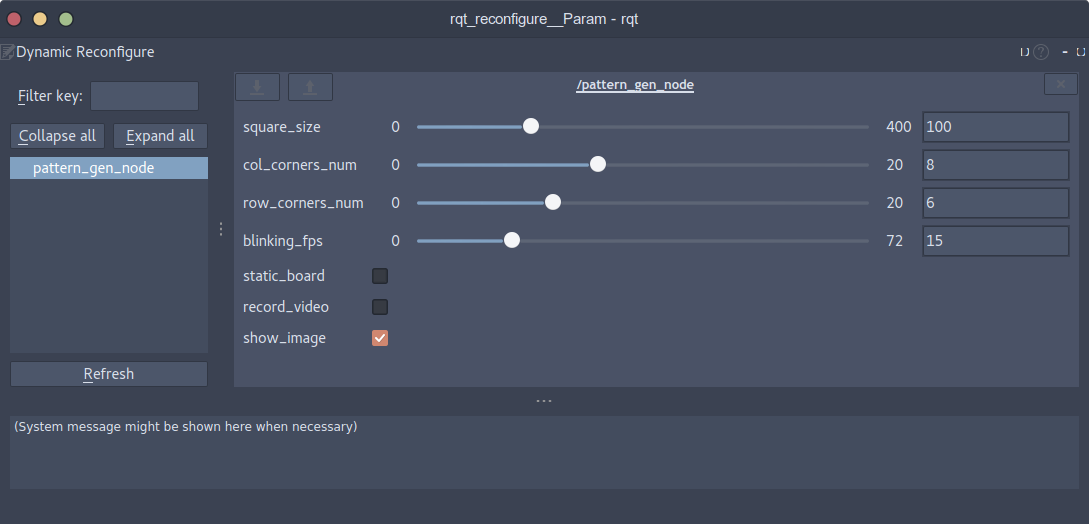 rqt_reconfigure__Param - rqt
Dynamic Reconfigure
Filter key:
Collapse all Expand all
pattern_gen_node
Refresh
/pattern_gen_node
square_size 0 400 100
col_corners_num 0 20 8
row_corners_num 0 20 6
blinking_fps 0 72 15
static_board
record_video
show_image
(System message might be shown here when necessary)